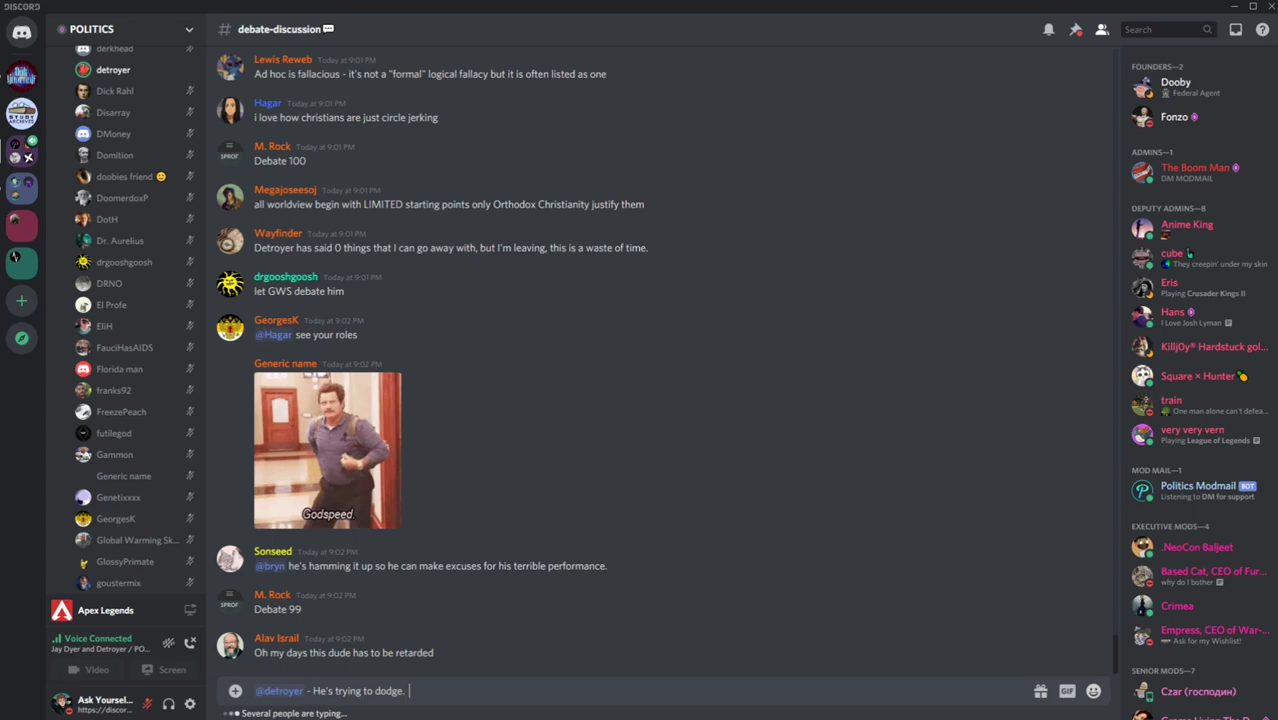 DISCORD
POLITICS
derkhead
detroyer
Dick Rahl
Disarray
DMoney
Domition
doobies friend 🙂
DoomerdoxP
DotH
Dr. Aurelius
drgooshgoosh
DRNO
El Profe
EliH
FauciHasAIDS
Florida man
franks92
FreezePeach
futilegod
Gammon
Generic name
Genetixxxx
GeorgesK
Global Warming Sk...
GlossyPrimate
goustermix
Apex Legends
Voice Connected
Jay Dyer and Detroyer / PO...
Video Screen
Ask Yoursel...
https://discor...
# debate-discussion 💬
Lewis Reweb Today at 9:01 PM
Ad hoc is fallacious - it's not a "formal" logical fallacy but it is often listed as one
Hagar Today at 9:01 PM
i love how christians are just circle jerking
1PROF
M. Rock Today at 9:01 PM
Debate 100
Megajoseesoj Today at 9:01 PM
all worldview begin with LIMITED starting points only Orthodox Christianity justify them
Wayfinder Today at 9:01 PM
Detroyer has said 0 things that I can go away with, but I'm leaving, this is a waste of time.
drgooshgoosh Today at 9:01 PM
let GWS debate him
GeorgesK Today at 9:02 PM
@Hagar see your roles
Generic name Today at 9:02 PM
Godspeed.
Sonseed Today at 9:02 PM
@bryn he's hamming it up so he can make excuses for his terrible performance.
1PROF
M. Rock Today at 9:02 PM
Debate 99
Alav Israil Today at 9:02 PM
Oh my days this dude has to be retarded
@detroyer - He's trying to dodge.
GIF
Several people are typing...
Search
FOUNDERS—2
Dooby
Federal Agent
Fonzo
ADMINS—1
The Boom Man
DM MODMAIL
DEPUTY ADMINS—8
Anime King
cube
They creepin' under my skin
Eris
Playing Crusader Kings II
Hans
I Love Josh Lyman
Killj0y® Hardstuck gol...
Square × Hunter
train
One man alone can't defea...
very very vern
Playing League of Legends
MOD MAIL—1
Politics Modmail BOT
Listening to DM for support
EXECUTIVE MODS—4
.NeoCon Baljeet
Based Cat, CEO of Fur...
why do I bother
Crimea
Empress, CEO of War-...
Ask for my Wishlist!
SENIOR MODS—7
Czar (господин)